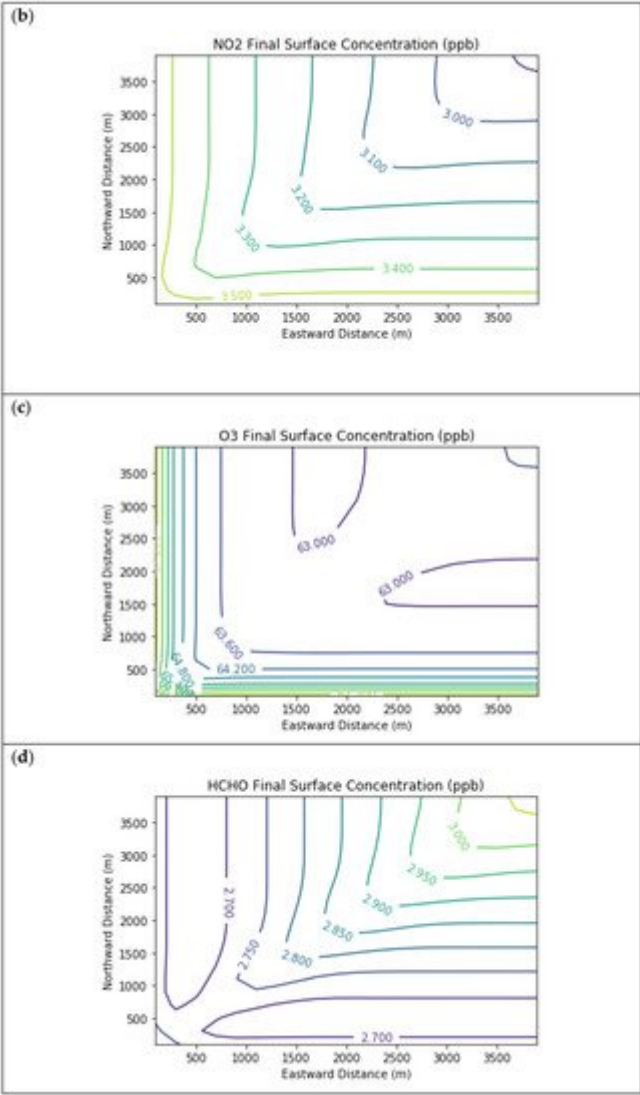 (b)
NO2 Final Surface Concentration (ppb)
3500
3000
2500
2000
1500
1000
500
3.000
3.100
3.200
3.300
3.400
3.500
500 1000 1500 2000 2500 3000 3500
Northward Distance (m)
Eastward Distance (m)
(c)
O3 Final Surface Concentration (ppb)
3500
3000
2500
2000
1500
1000
500
63.000
63.000
63.600
64.200
64.800
500 1000 1500 2000 2500 3000 3500
Northward Distance (m)
Eastward Distance (m)
(d)
HCHO Final Surface Concentration (ppb)
3500
3000
2500
2000
1500
1000
500
3.000
2.950
2.900
2.850
2.800
2.750
2.700
2.700
500 1000 1500 2000 2500 3000 3500
Northward Distance (m)
Eastward Distance (m)